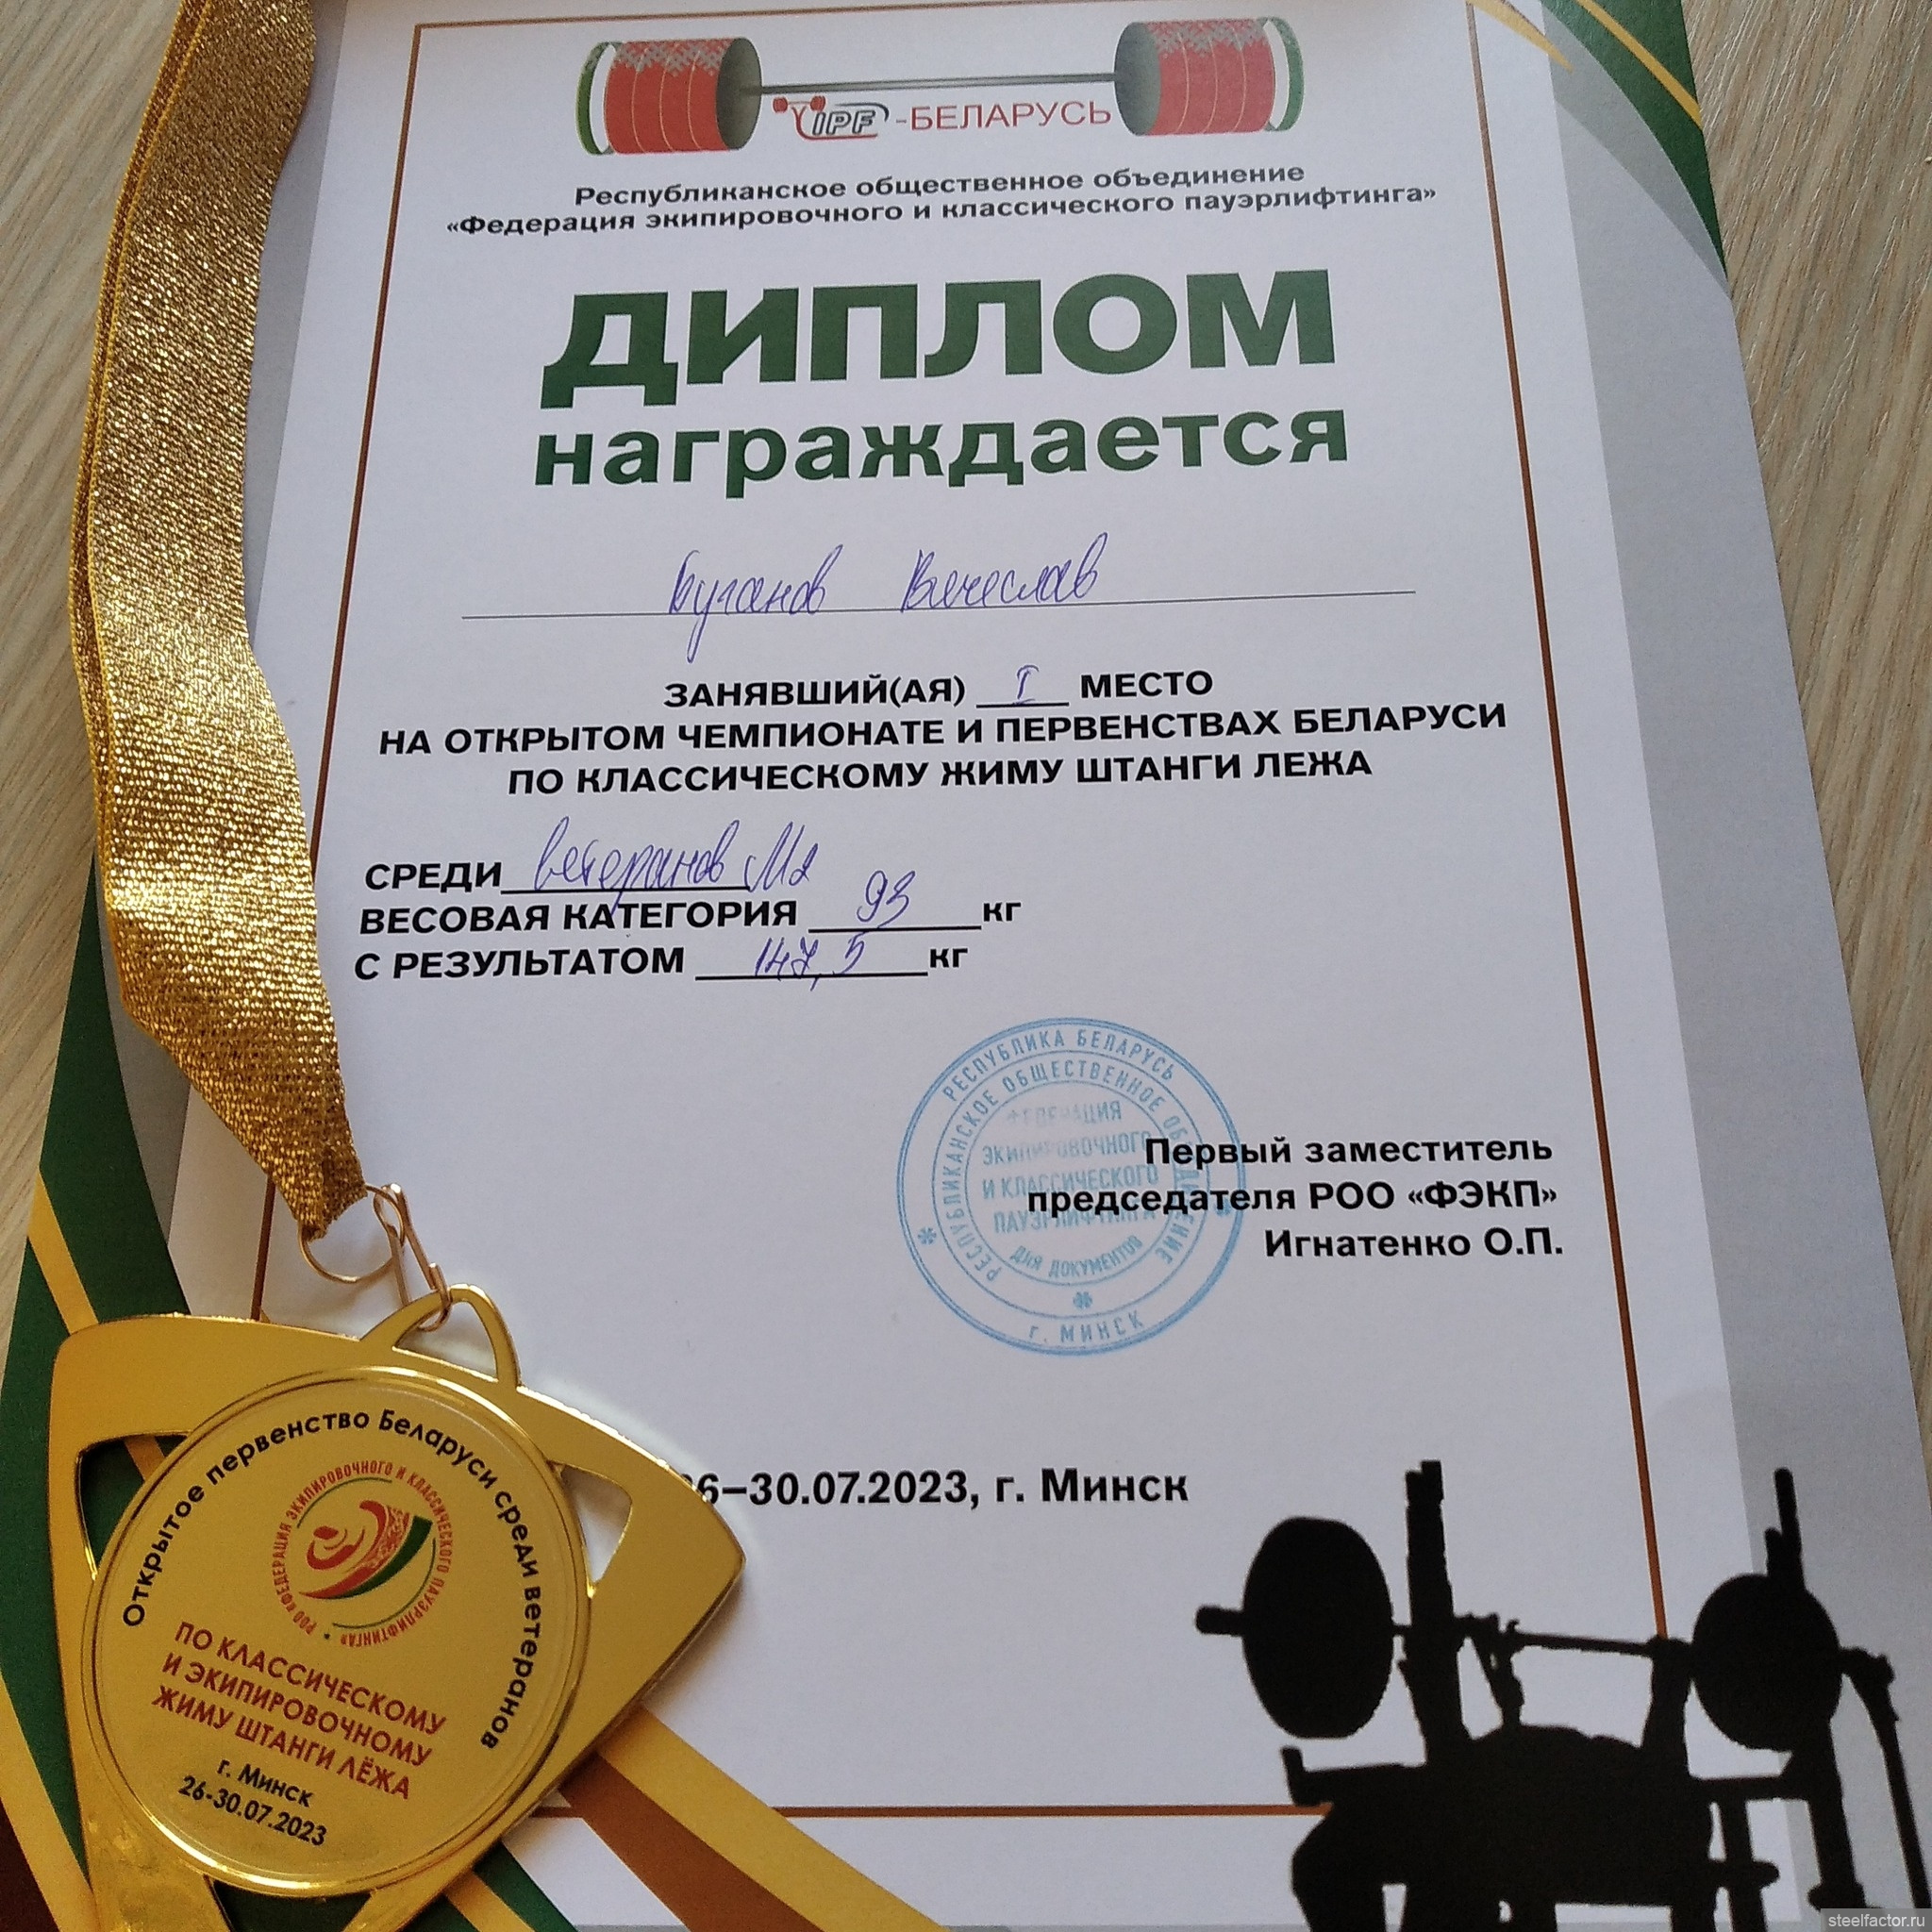 IPF -БЕЛАРУСЬ
Республиканское общественное объединение
«Федерация экипировочного и классического пауэрлифтинга»
ДИПЛОМ
награждается
Буганов Вячеслав
ЗАНЯВШИЙ(АЯ) I МЕСТО
НА ОТКРЫТОМ ЧЕМПИОНАТЕ И ПЕРВЕНСТВАХ БЕЛАРУСИ
ПО КЛАССИЧЕСКОМУ ЖИМУ ШТАНГИ ЛЕЖА
СРЕДИ ветеранов М2
ВЕСОВАЯ КАТЕГОРИЯ 93 кг
С РЕЗУЛЬТАТОМ 147,5 кг
РЕСПУБЛИКА БЕЛАРУСЬ
РЕСПУБЛИКАНСКОЕ ОБЩЕСТВЕННОЕ ОБЪЕДИНЕНИЕ
ФЕДЕРАЦИЯ
ЭКИПИРОВОЧНОГО
И КЛАССИЧЕСКОГО
ПАУЭРЛИФТИНГА
ДЛЯ ДОКУМЕНТОВ
г. МИНСК
Первый заместитель
председателя РОО «ФЭКП»
Игнатенко О.П.
6–30.07.2023, г. Минск
Открытое первенство Беларуси среди ветеранов
РОО «ФЕДЕРАЦИЯ ЭКИПИРОВОЧНОГО И КЛАССИЧЕСКОГО ПАУЭРЛИФТИНГА»
ПО КЛАССИЧЕСКОМУ
И ЭКИПИРОВОЧНОМУ
ЖИМУ ШТАНГИ ЛЁЖА
г. Минск
26-30.07.2023
steelfactor.ru